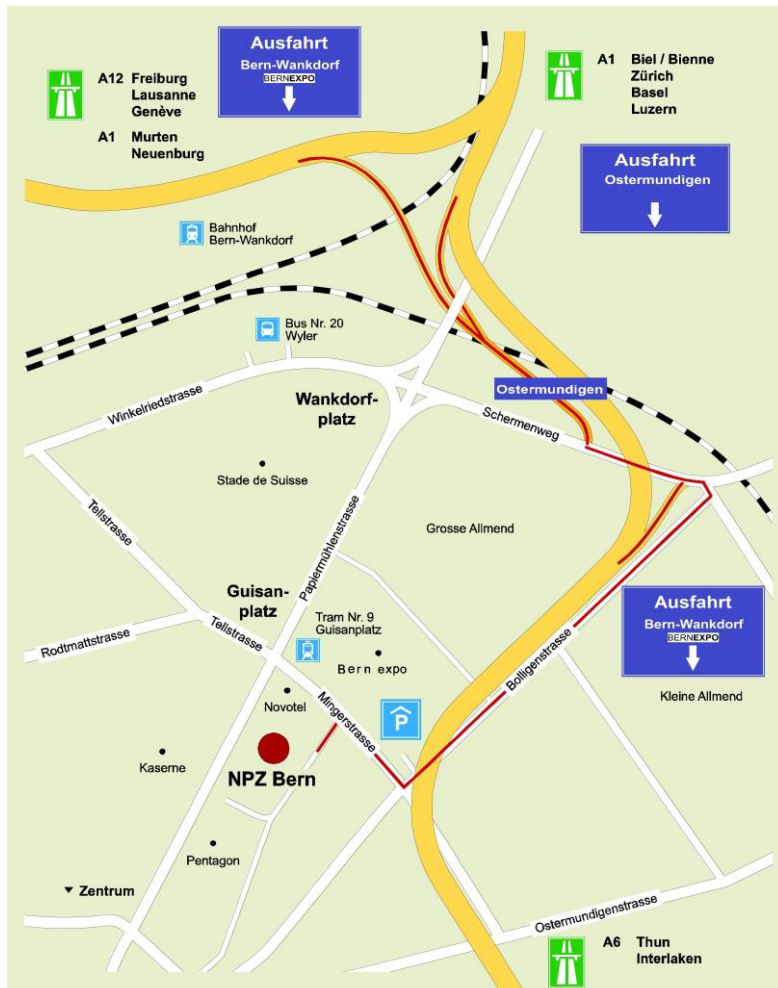 A12 Freiburg
Lausanne
Genève
A1 Murten
Neuenburg
Ausfahrt
Bern-Wankdorf
BERNEXPO
A1 Biel / Bienne
Zürich
Basel
Luzern
Ausfahrt
Ostermundigen
Bahnhof
Bern-Wankdorf
Bus Nr. 20
Wyler
Winkelriedstrasse
Wankdorf-
platz
Ostermundigen
Schermenweg
Stade de Suisse
Tellstrasse
Papiermühlenstrasse
Grosse Allmend
Guisan-
platz
Tellstrasse
Rodtmattstrasse
Tram Nr. 9
Guisanplatz
Bern expo
Ausfahrt
Bern-Wankdorf
BERNEXPO
Bolligenstrasse
Kleine Allmend
Novotel
Mingerstrasse
P
NPZ Bern
Kaserne
Pentagon
Zentrum
Ostermundigenstrasse
A6 Thun
Interlaken